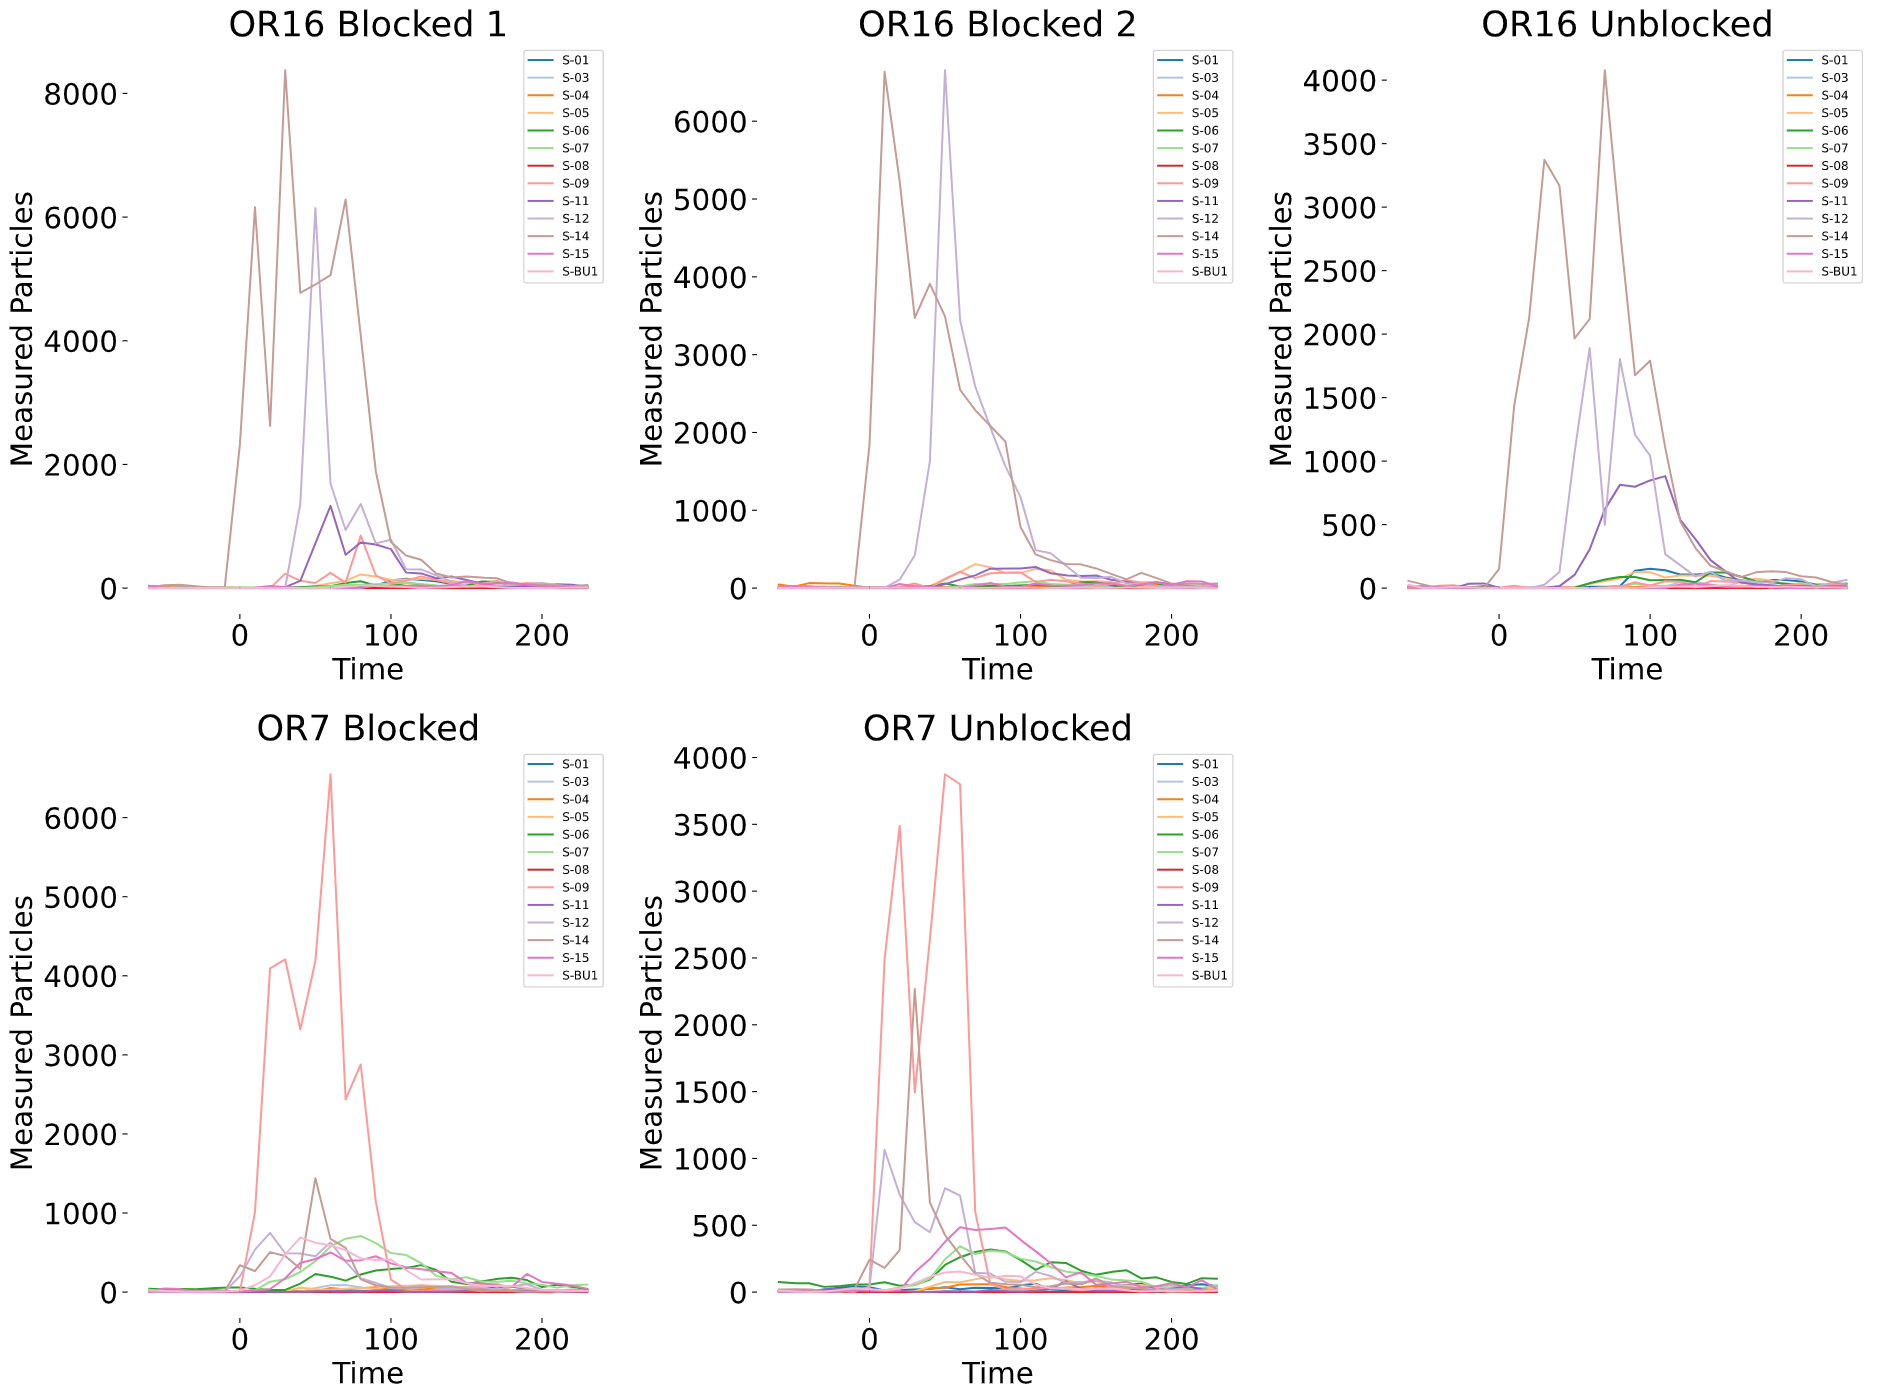 OR16 Blocked 1
Measured Particles
8000
6000
4000
2000
0
0 100 200
Time
S-01
S-03
S-04
S-05
S-06
S-07
S-08
S-09
S-11
S-12
S-14
S-15
S-BU1
OR16 Blocked 2
Measured Particles
6000
5000
4000
3000
2000
1000
0
0 100 200
Time
S-01
S-03
S-04
S-05
S-06
S-07
S-08
S-09
S-11
S-12
S-14
S-15
S-BU1
OR16 Unblocked
Measured Particles
4000
3500
3000
2500
2000
1500
1000
500
0
0 100 200
Time
S-01
S-03
S-04
S-05
S-06
S-07
S-08
S-09
S-11
S-12
S-14
S-15
S-BU1
OR7 Blocked
Measured Particles
6000
5000
4000
3000
2000
1000
0
0 100 200
Time
S-01
S-03
S-04
S-05
S-06
S-07
S-08
S-09
S-11
S-12
S-14
S-15
S-BU1
OR7 Unblocked
Measured Particles
4000
3500
3000
2500
2000
1500
1000
500
0
0 100 200
Time
S-01
S-03
S-04
S-05
S-06
S-07
S-08
S-09
S-11
S-12
S-14
S-15
S-BU1